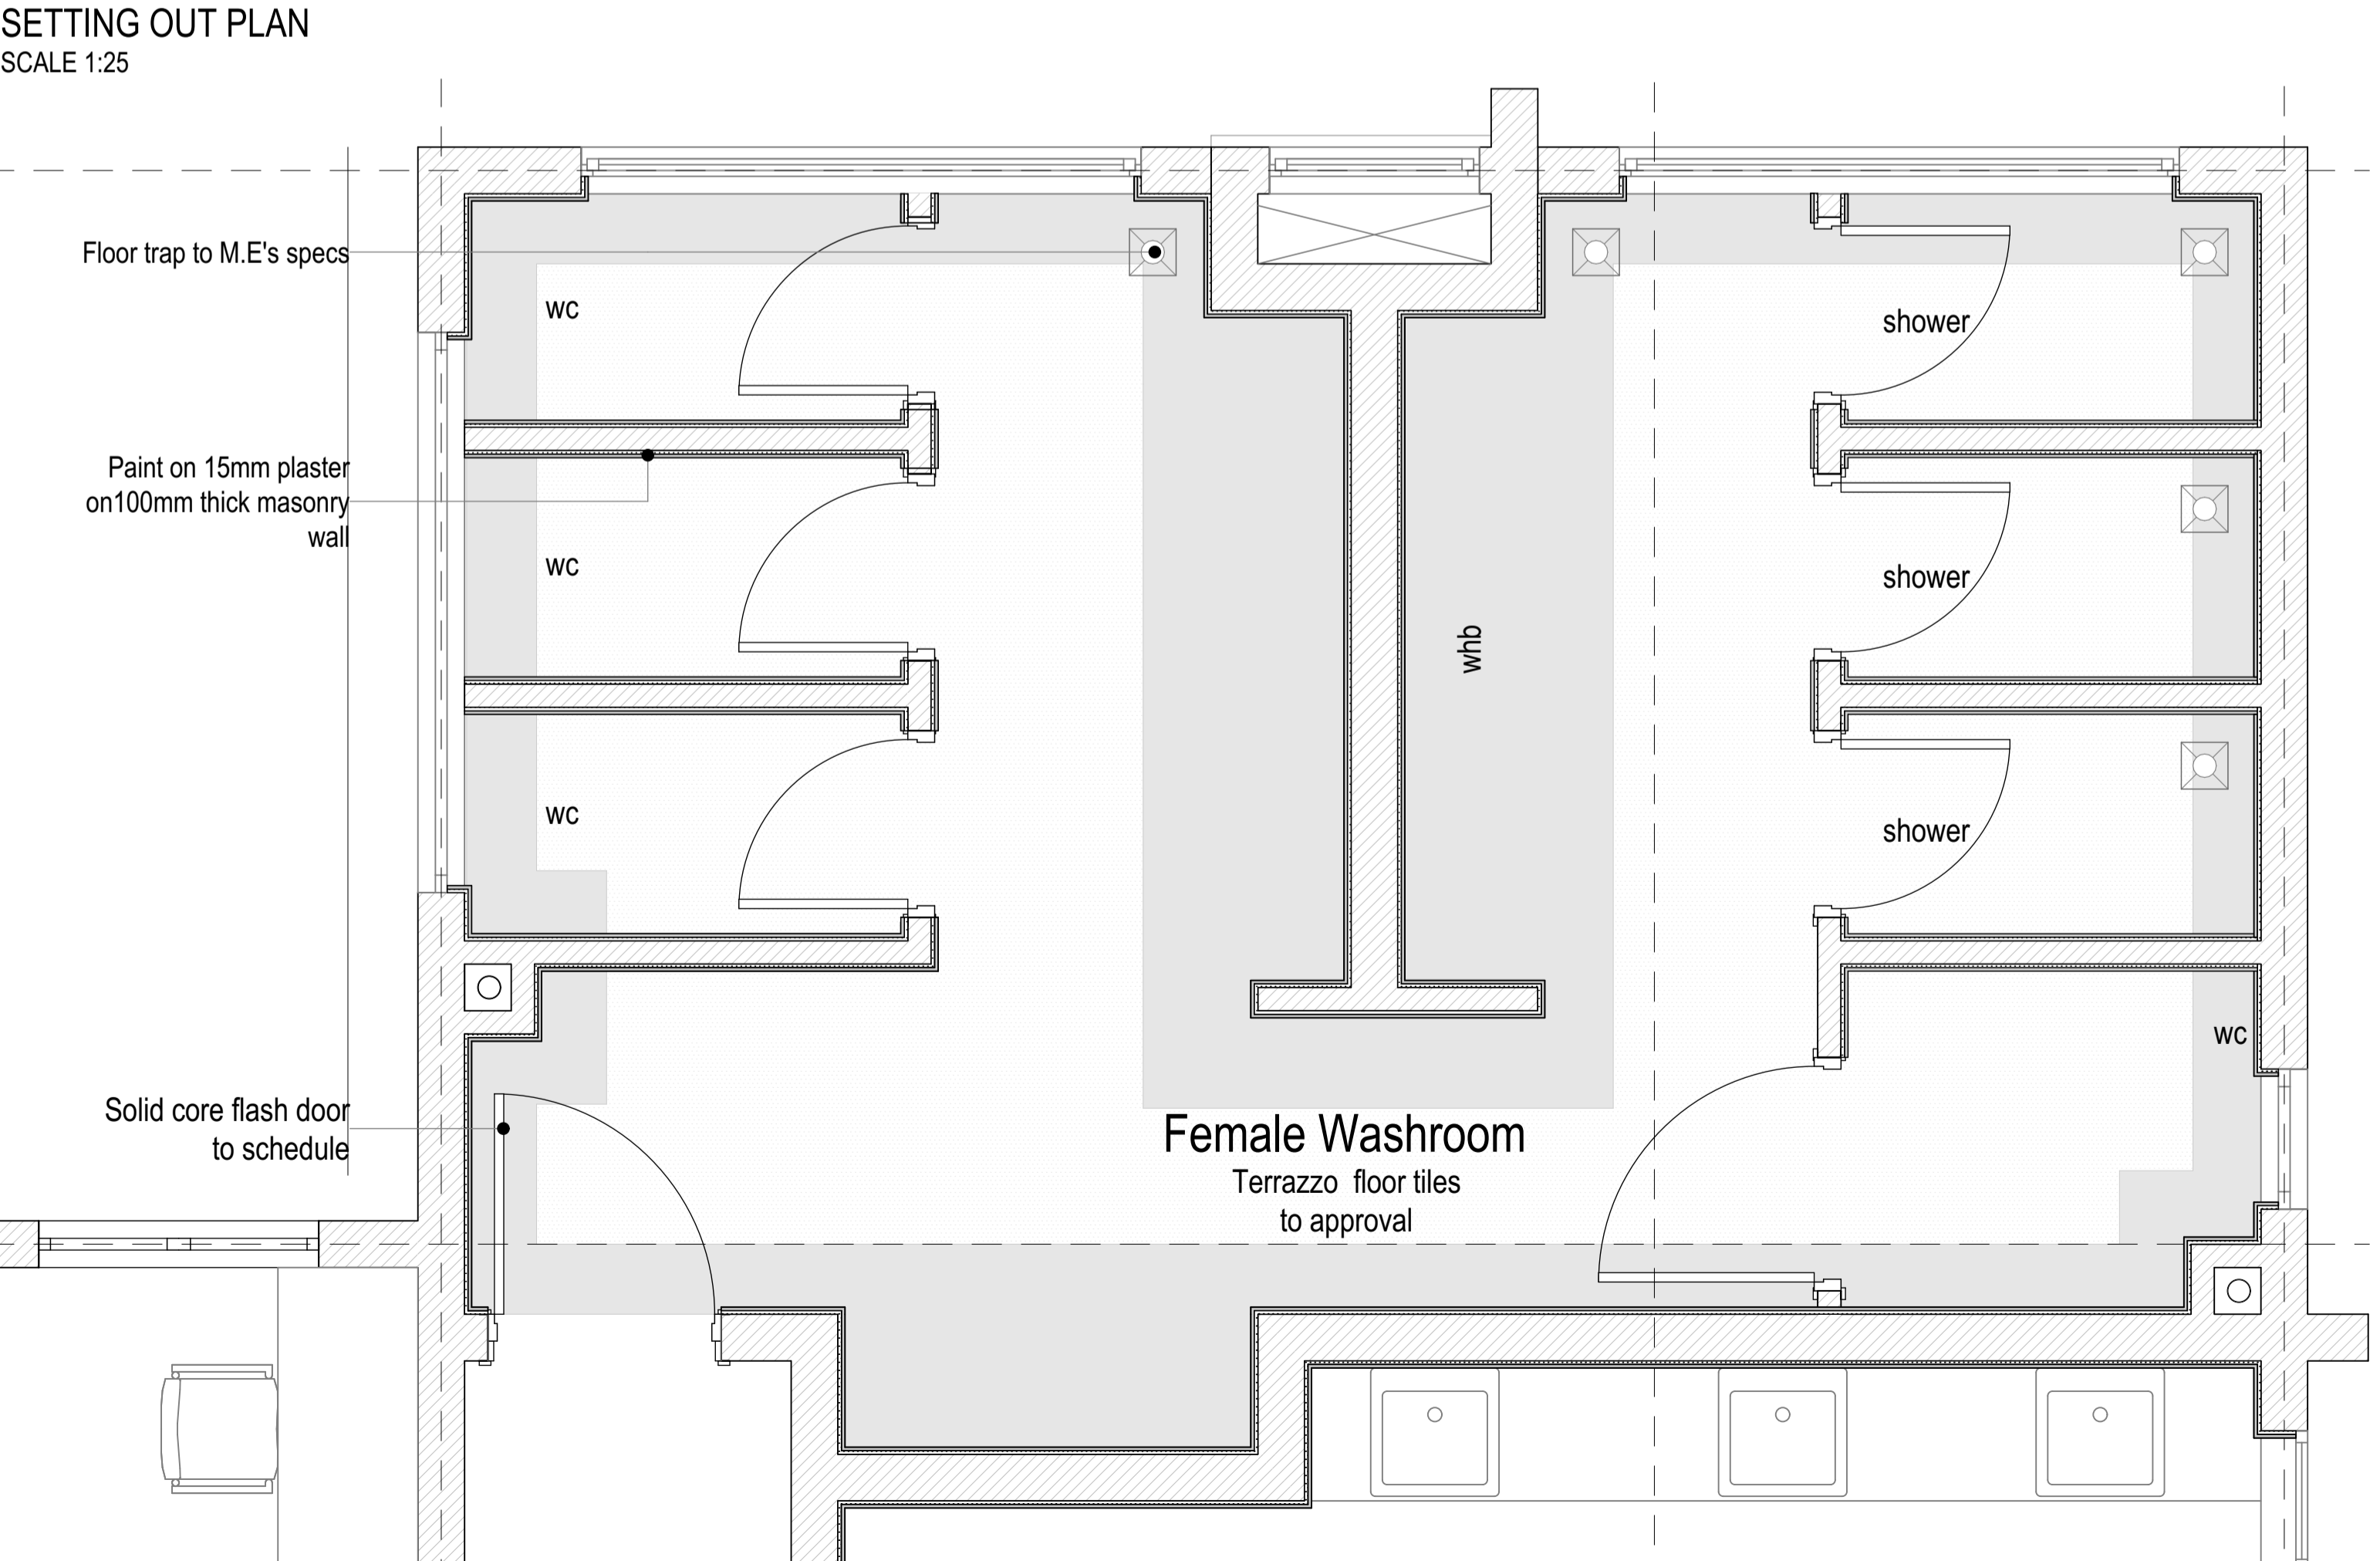 SETTING OUT PLAN
SCALE 1:25
Floor trap to M.E's specs
wc
shower
Paint on 15mm plaster
on100mm thick masonry
wall
wc
shower
whb
wc
shower
wc
Solid core flash door
to schedule
Female Washroom
Terrazzo floor tiles
to approval